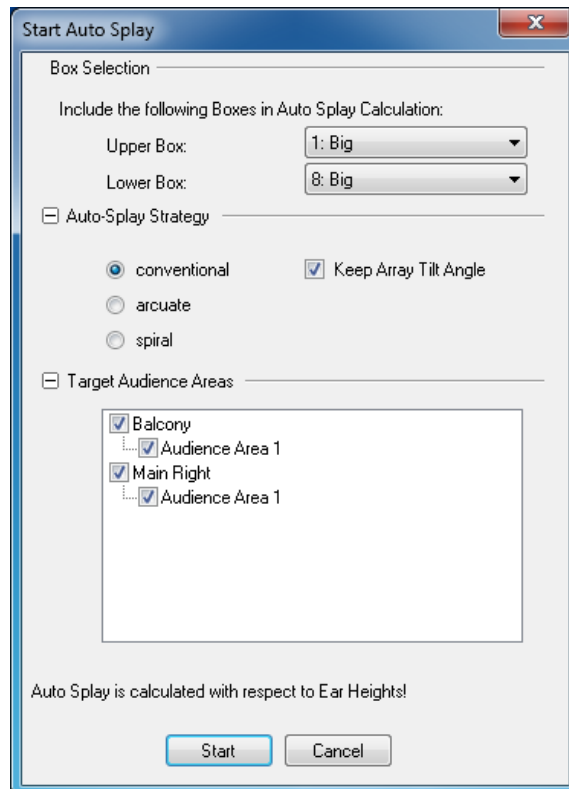 Start Auto Splay
Box Selection
Include the following Boxes in Auto Splay Calculation:
Upper Box: 1: Big
Lower Box: 8: Big
Auto-Splay Strategy
conventional Keep Array Tilt Angle
arcuate
spiral
Target Audience Areas
Balcony
Audience Area 1
Main Right
Audience Area 1
Auto Splay is calculated with respect to Ear Heights!
Start Cancel